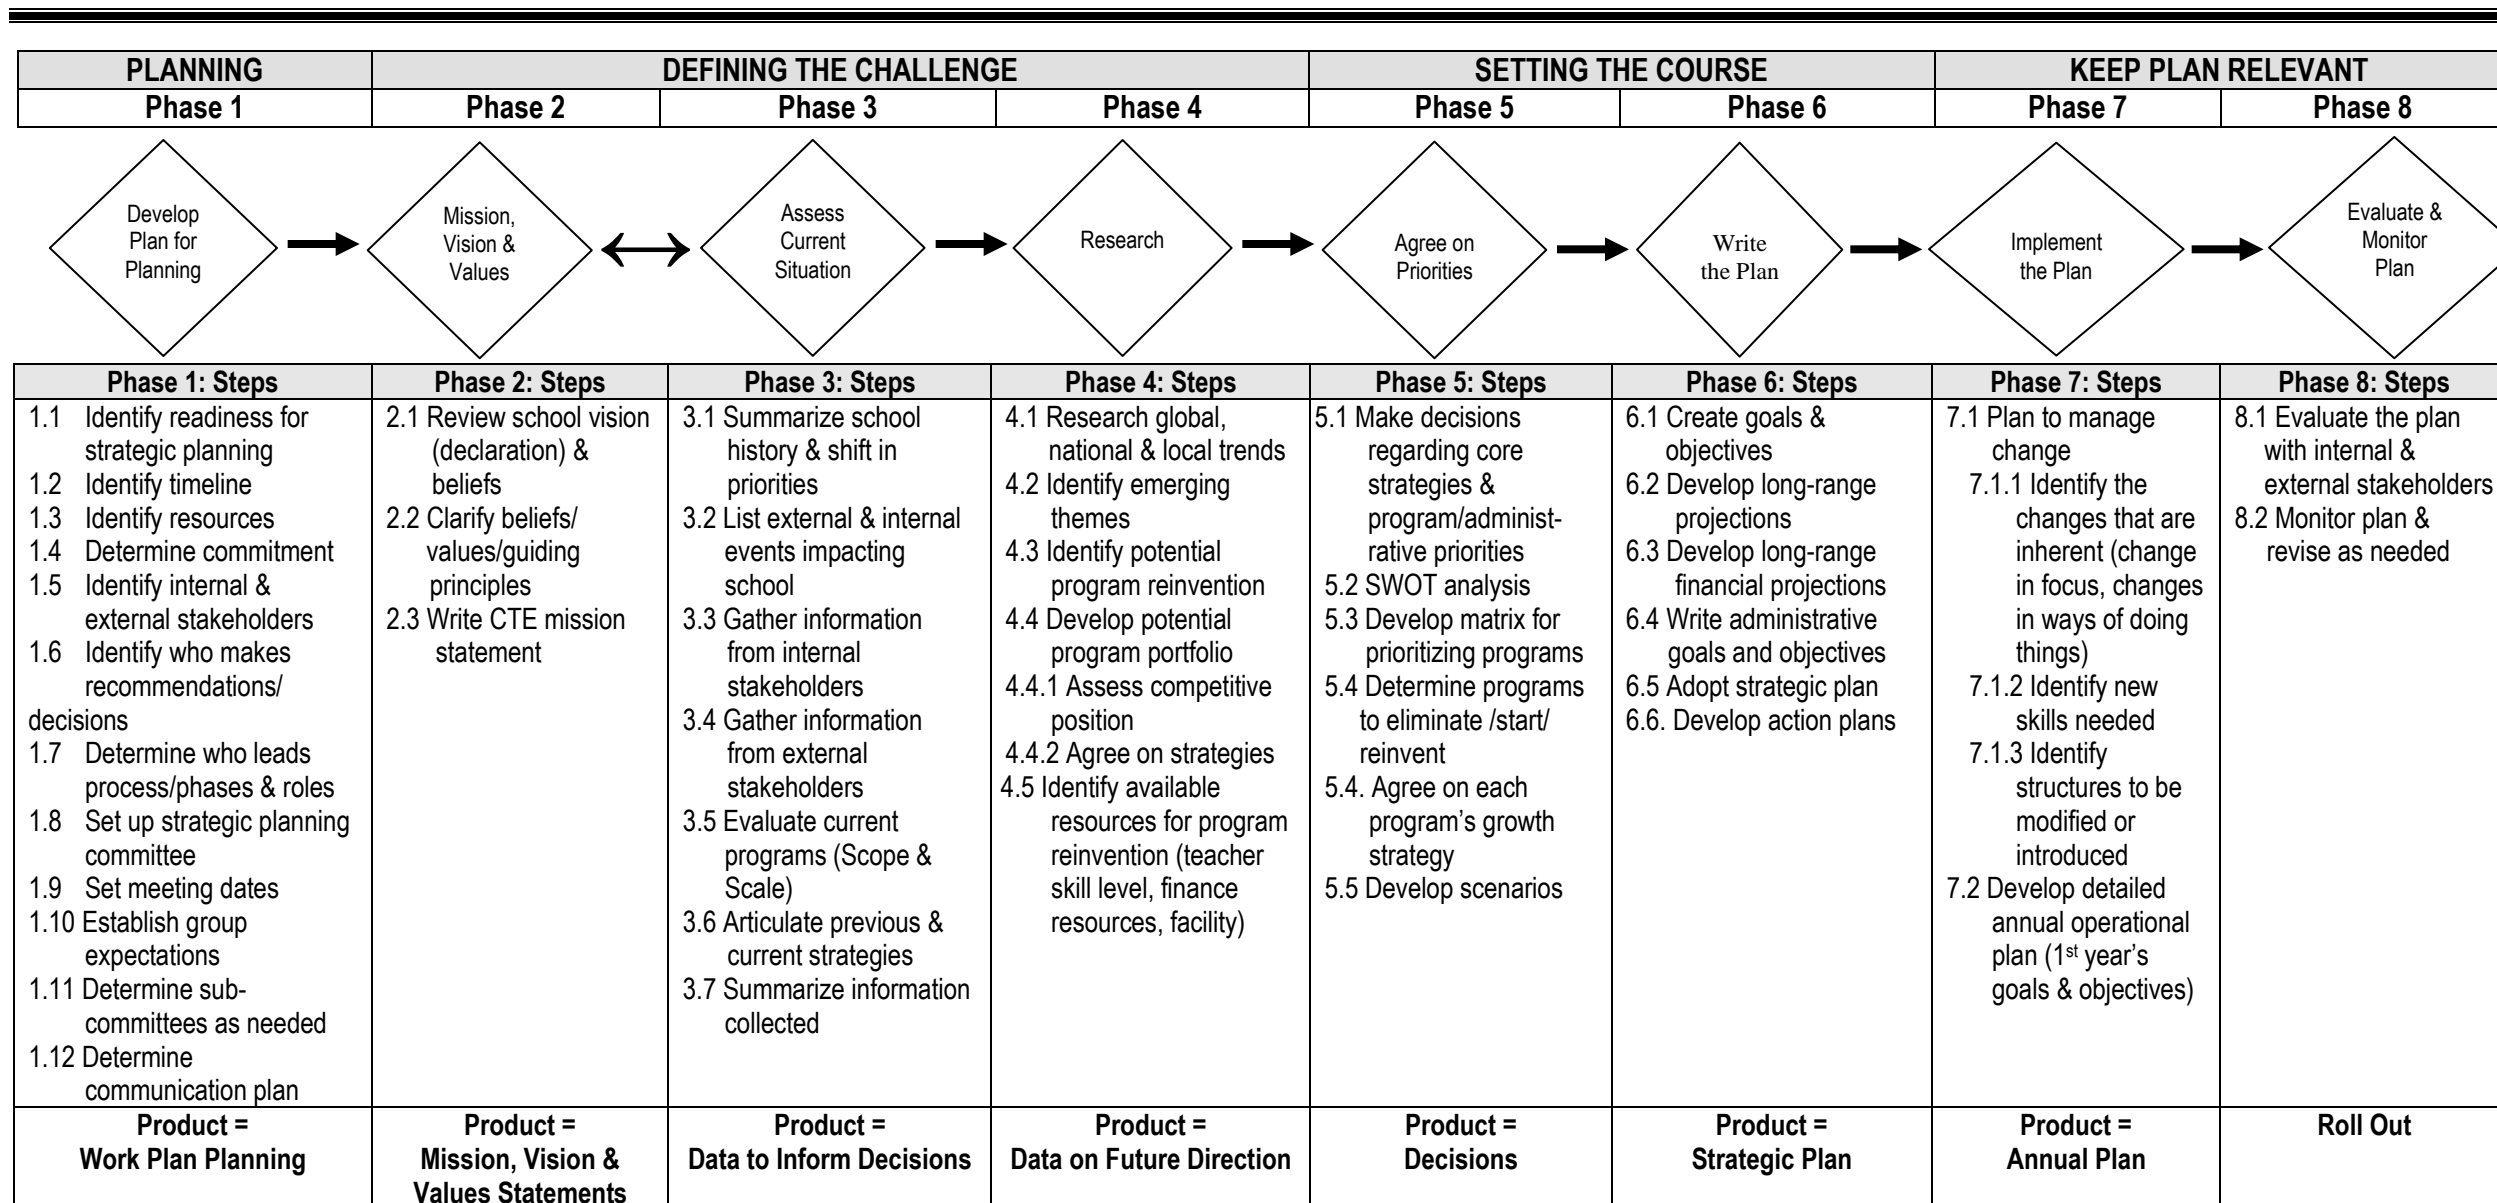 PLANNING
DEFINING THE CHALLENGE
SETTING THE COURSE
KEEP PLAN RELEVANT
Phase 1
Phase 2
Phase 3
Phase 4
Phase 5
Phase 6
Phase 7
Phase 8
Develop
Plan for
Planning
Mission,
Vision &
Values
Assess
Current
Situation
Research
Agree on
Priorities
Write
the Plan
Implement
the Plan
Evaluate &
Monitor
Plan
Phase 1: Steps
1.1 Identify readiness for
strategic planning
1.2 Identify timeline
1.3 Identify resources
1.4 Determine commitment
1.5 Identify internal &
external stakeholders
1.6 Identify who makes
recommendations/
decisions
1.7 Determine who leads
process/phases & roles
1.8 Set up strategic planning
committee
1.9 Set meeting dates
1.10 Establish group
expectations
1.11 Determine sub-
committees as needed
1.12 Determine
communication plan
Product =
Work Plan Planning
Phase 2: Steps
2.1 Review school vision
(declaration) &
beliefs
2.2 Clarify beliefs/
values/guiding
principles
2.3 Write CTE mission
statement
Product =
Mission, Vision &
Values Statements
Phase 3: Steps
3.1 Summarize school
history & shift in
priorities
3.2 List external & internal
events impacting
school
3.3 Gather information
from internal
stakeholders
3.4 Gather information
from external
stakeholders
3.5 Evaluate current
programs (Scope &
Scale)
3.6 Articulate previous &
current strategies
3.7 Summarize information
collected
Product =
Data to Inform Decisions
Phase 4: Steps
4.1 Research global,
national & local trends
4.2 Identify emerging
themes
4.3 Identify potential
program reinvention
4.4 Develop potential
program portfolio
4.4.1 Assess competitive
position
4.4.2 Agree on strategies
4.5 Identify available
resources for program
reinvention (teacher
skill level, finance
resources, facility)
Product =
Data on Future Direction
Phase 5: Steps
5.1 Make decisions
regarding core
strategies &
program/administ-
rative priorities
5.2 SWOT analysis
5.3 Develop matrix for
prioritizing programs
5.4 Determine programs
to eliminate /start/
reinvent
5.4. Agree on each
program’s growth
strategy
5.5 Develop scenarios
Product =
Decisions
Phase 6: Steps
6.1 Create goals &
objectives
6.2 Develop long-range
projections
6.3 Develop long-range
financial projections
6.4 Write administrative
goals and objectives
6.5 Adopt strategic plan
6.6. Develop action plans
Product =
Strategic Plan
Phase 7: Steps
7.1 Plan to manage
change
7.1.1 Identify the
changes that are
inherent (change
in focus, changes
in ways of doing
things)
7.1.2 Identify new
skills needed
7.1.3 Identify
structures to be
modified or
introduced
7.2 Develop detailed
annual operational
plan (1st year’s
goals & objectives)
Product =
Annual Plan
Phase 8: Steps
8.1 Evaluate the plan
with internal &
external stakeholders
8.2 Monitor plan &
revise as needed
Roll Out